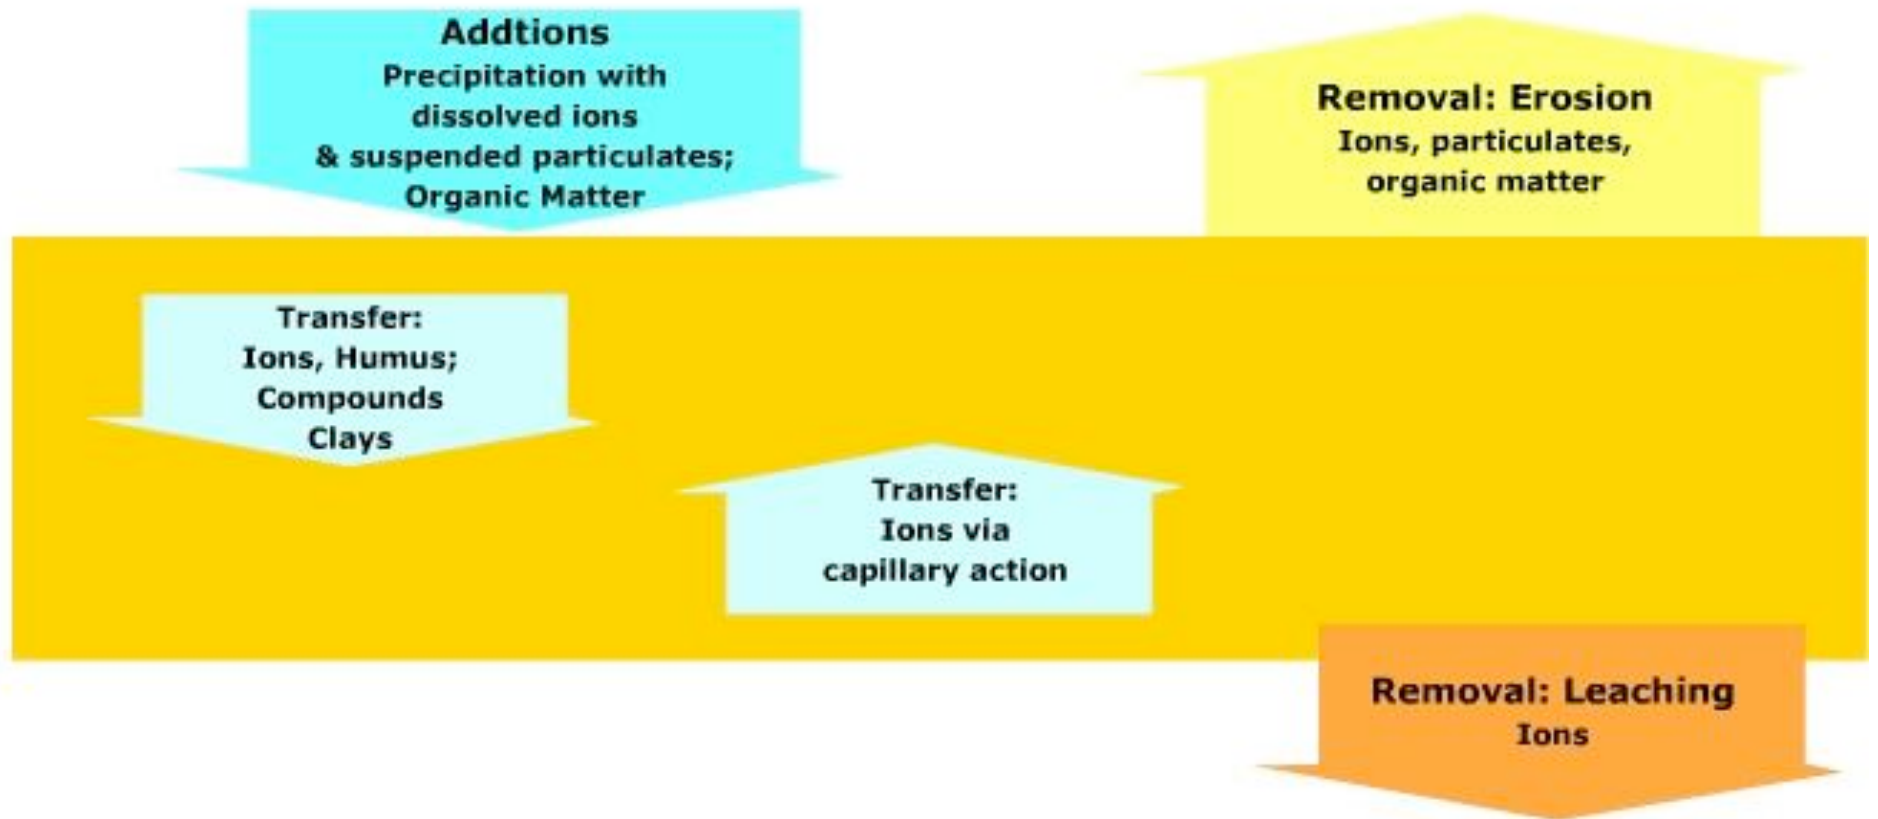 Addtions
Precipitation with
dissolved ions
& suspended particulates;
Organic Matter
Removal: Erosion
Ions, particulates,
organic matter
Transfer:
Ions, Humus;
Compounds
Clays
Transfer:
Ions via
capillary action
Removal: Leaching
Ions